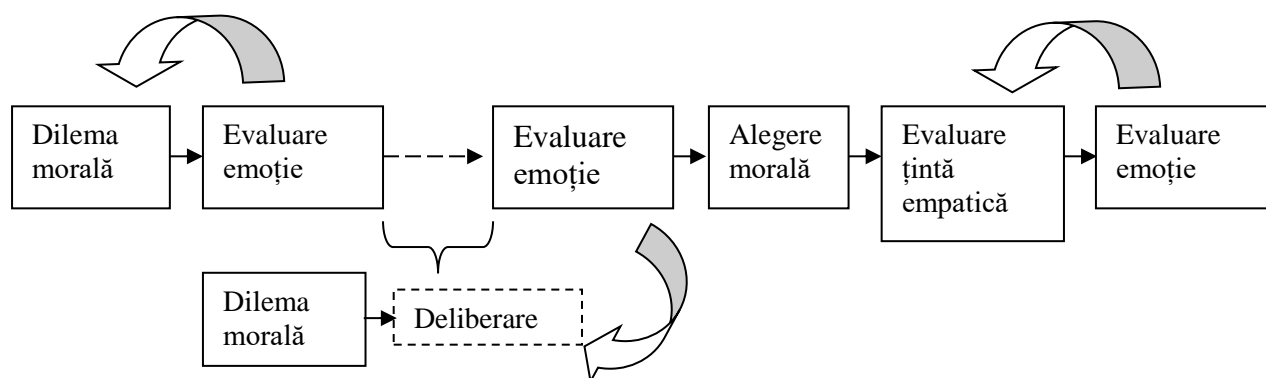 Dilema
morală
Evaluare
emoție
Evaluare
emoție
Alegere
morală
Evaluare
țintă
empatică
Evaluare
emoție
Dilema
morală
Deliberare